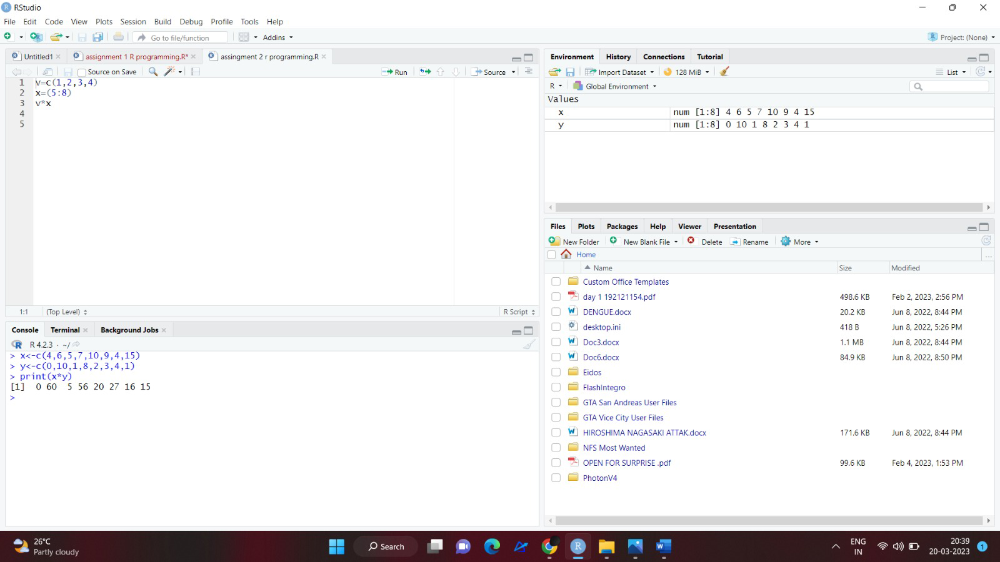 RStudio
File Edit Code View Plots Session Build Debug Profile Tools Help
Go to file/function Addins Project: (None)
Untitled1 assignment 1 R programming.R* assingment 2 r programming.R
Source on Save Run Source
1 v=c(1,2,3,4)
2 x=(5:8)
3 v*x
4
5
1:1 (Top Level) R Script
Console Terminal Background Jobs
R 4.2.3 · ~/
> x<-c(4,6,5,7,10,9,4,15)
> y<-c(0,10,1,8,2,3,4,1)
> print(x*y)
[1]  0 60  5 56 20 27 16 15
>
Environment History Connections Tutorial
Import Dataset 128 MiB List
R Global Environment
Values
x num [1:8] 4 6 5 7 10 9 4 15
y num [1:8] 0 10 1 8 2 3 4 1
Files Plots Packages Help Viewer Presentation
New Folder New Blank File Delete Rename More
Home ...
Name Size Modified
Custom Office Templates
day 1 192121154.pdf 498.6 KB Feb 2, 2023, 2:56 PM
DENGUE.docx 20.2 KB Jun 8, 2022, 8:44 PM
desktop.ini 418 B Jun 8, 2022, 5:26 PM
Doc3.docx 1.1 MB Jun 8, 2022, 8:44 PM
Doc6.docx 84.9 KB Jun 8, 2022, 8:50 PM
Eidos
FlashIntegro
GTA San Andreas User Files
GTA Vice City User Files
HIROSHIMA NAGASAKI ATTAK.docx 171.6 KB Jun 8, 2022, 8:44 PM
NFS Most Wanted
OPEN FOR SURPRISE .pdf 99.6 KB Feb 4, 2023, 1:53 PM
PhotonV4
26°C
Partly cloudy
Search
ENG
IN
20:39
20-03-2023
1